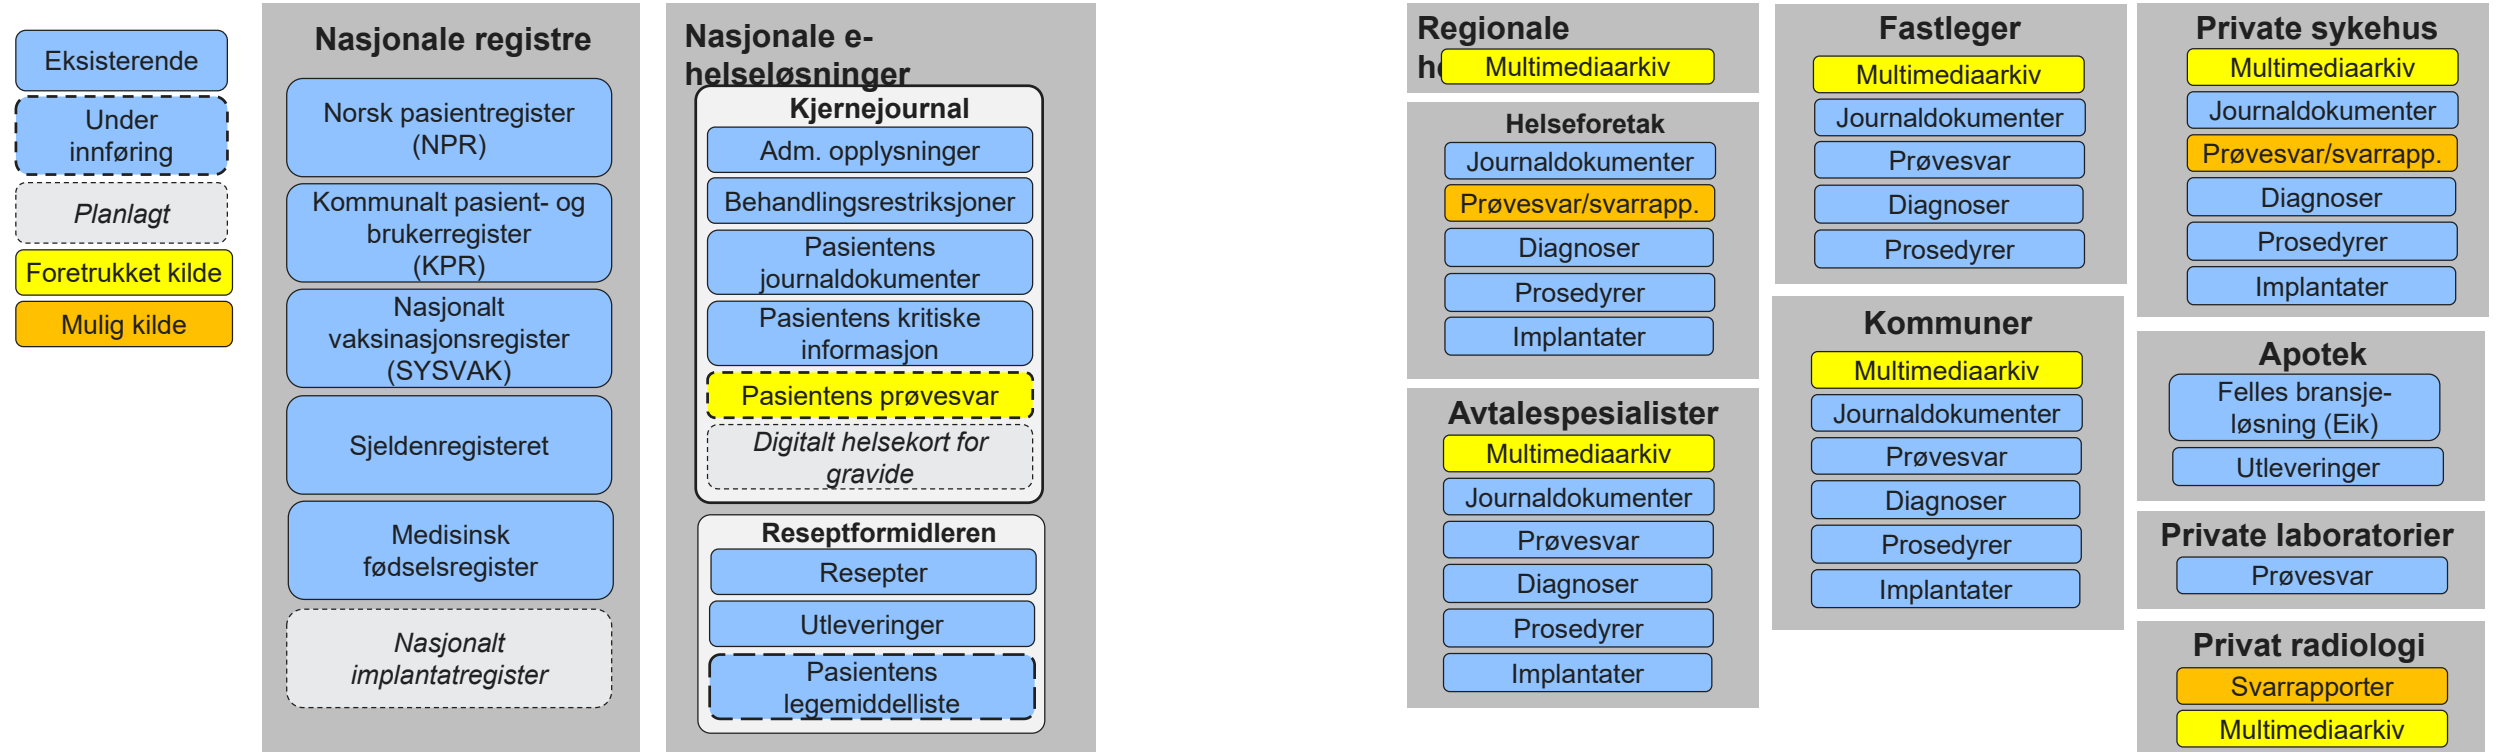 Eksisterende
Under
innføring
Planlagt
Foretrukket kilde
Mulig kilde
Nasjonale registre
Norsk pasientregister
(NPR)
Kommunalt pasient- og
brukerregister
(KPR)
Nasjonalt
vaksinasjonsregister
(SYSVAK)
Sjeldenregisteret
Medisinsk
fødselsregister
Nasjonalt
implantatregister
Nasjonale e-
helseløsninger
Kjernejournal
Adm. opplysninger
Behandlingsrestriksjoner
Pasientens
journaldokumenter
Pasientens kritiske
informasjon
Pasientens prøvesvar
Digitalt helsekort for
gravide
Reseptformidleren
Resepter
Utleveringer
Pasientens
legemiddelliste
Regionale
Multimediaarkiv
Helseforetak
Journaldokumenter
Prøvesvar/svarrapp.
Diagnoser
Prosedyrer
Implantater
Avtalespesialister
Multimediaarkiv
Journaldokumenter
Prøvesvar
Diagnoser
Prosedyrer
Implantater
Fastleger
Multimediaarkiv
Journaldokumenter
Prøvesvar
Diagnoser
Prosedyrer
Kommuner
Multimediaarkiv
Journaldokumenter
Prøvesvar
Diagnoser
Prosedyrer
Implantater
Private sykehus
Multimediaarkiv
Journaldokumenter
Prøvesvar/svarrapp.
Diagnoser
Prosedyrer
Implantater
Apotek
Felles bransje-
løsning (Eik)
Utleveringer
Private laboratorier
Prøvesvar
Privat radiologi
Svarrapporter
Multimediaarkiv